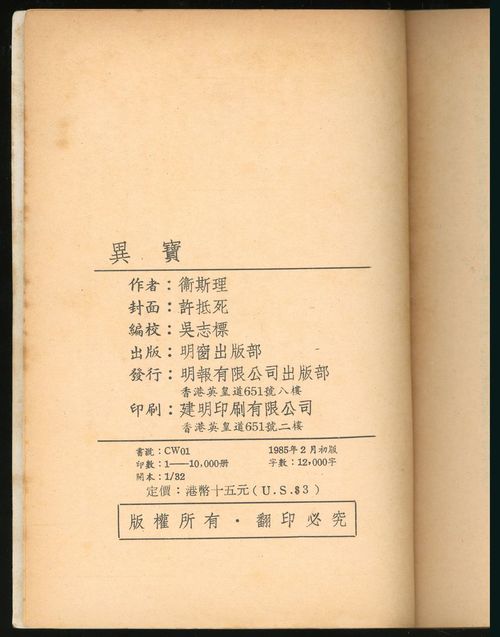 異寶
作者：衞斯理
封面：許抵死
編校：吳志標
出版：明窗出版部
發行：明報有限公司出版部
香港英皇道651號八樓
印刷：建明印刷有限公司
香港英皇道651號二樓
書號：CW01 1985年2月初版
印數：1——10,000册 字數：12,000字
開本：1/32
定價：港幣十五元（U.S.$3）
版權所有・翻印必究